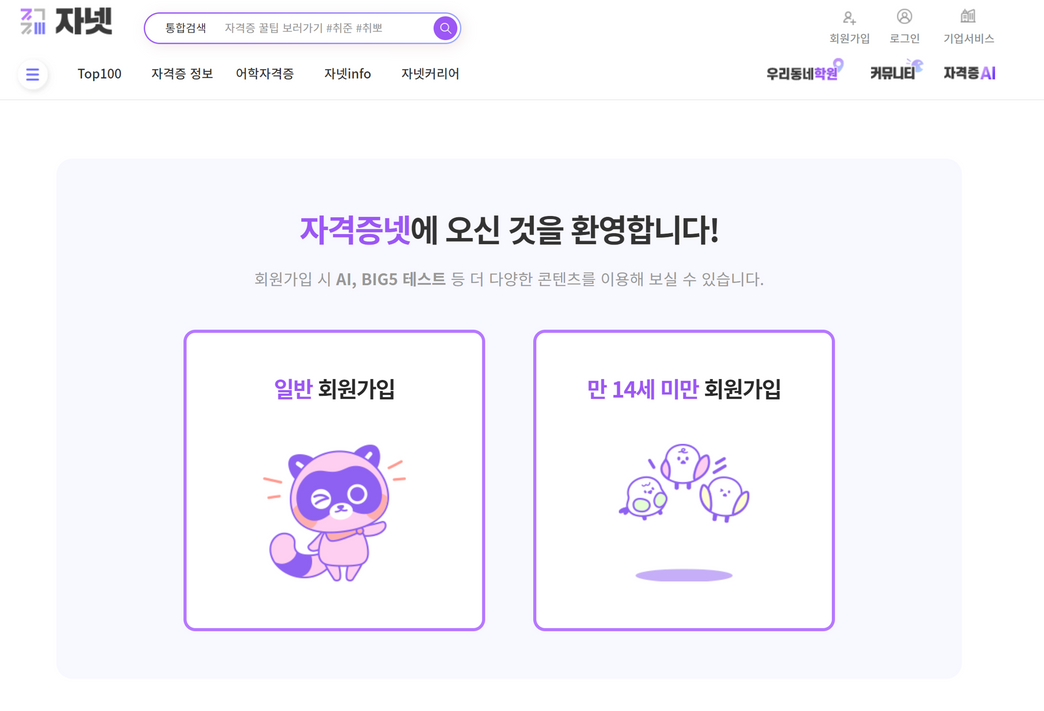 자넷
통합검색 자격증 꿀팁 보러가기 #취준 #취뽀
회원가입 로그인 기업서비스
Top100 자격증 정보 어학자격증 자넷info 자넷커리어
우리동네학원 커뮤니티 자격증AI
자격증넷에 오신 것을 환영합니다!
회원가입 시 AI, BIG5 테스트 등 더 다양한 콘텐츠를 이용해 보실 수 있습니다.
일반 회원가입
만 14세 미만 회원가입